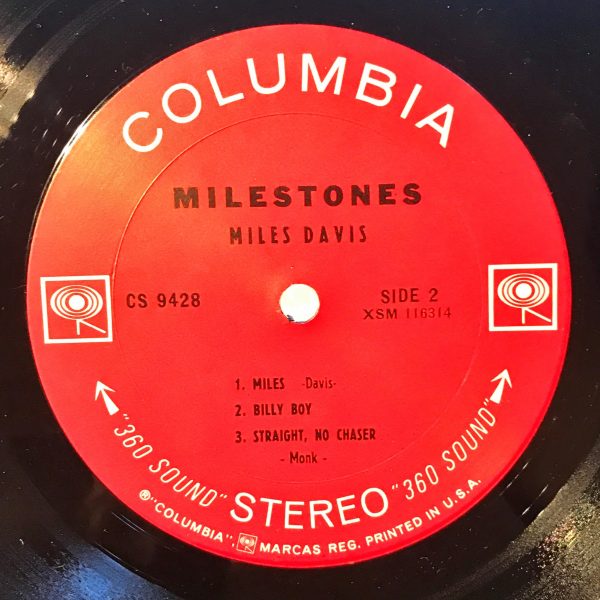 COLUMBIA
MILESTONES
MILES DAVIS
CS 9428
SIDE 2
XSM 116314
1. MILES -Davis-
2. BILLY BOY
3. STRAIGHT, NO CHASER
- Monk -
"360 SOUND" STEREO "360 SOUND"
® "COLUMBIA", MARCAS REG. PRINTED IN U.S.A.